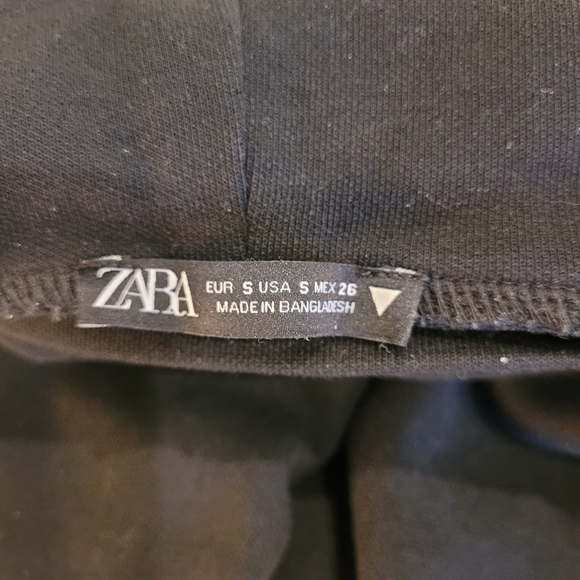 ZARA
EUR S USA S MEX 26
MADE IN BANGLADESH